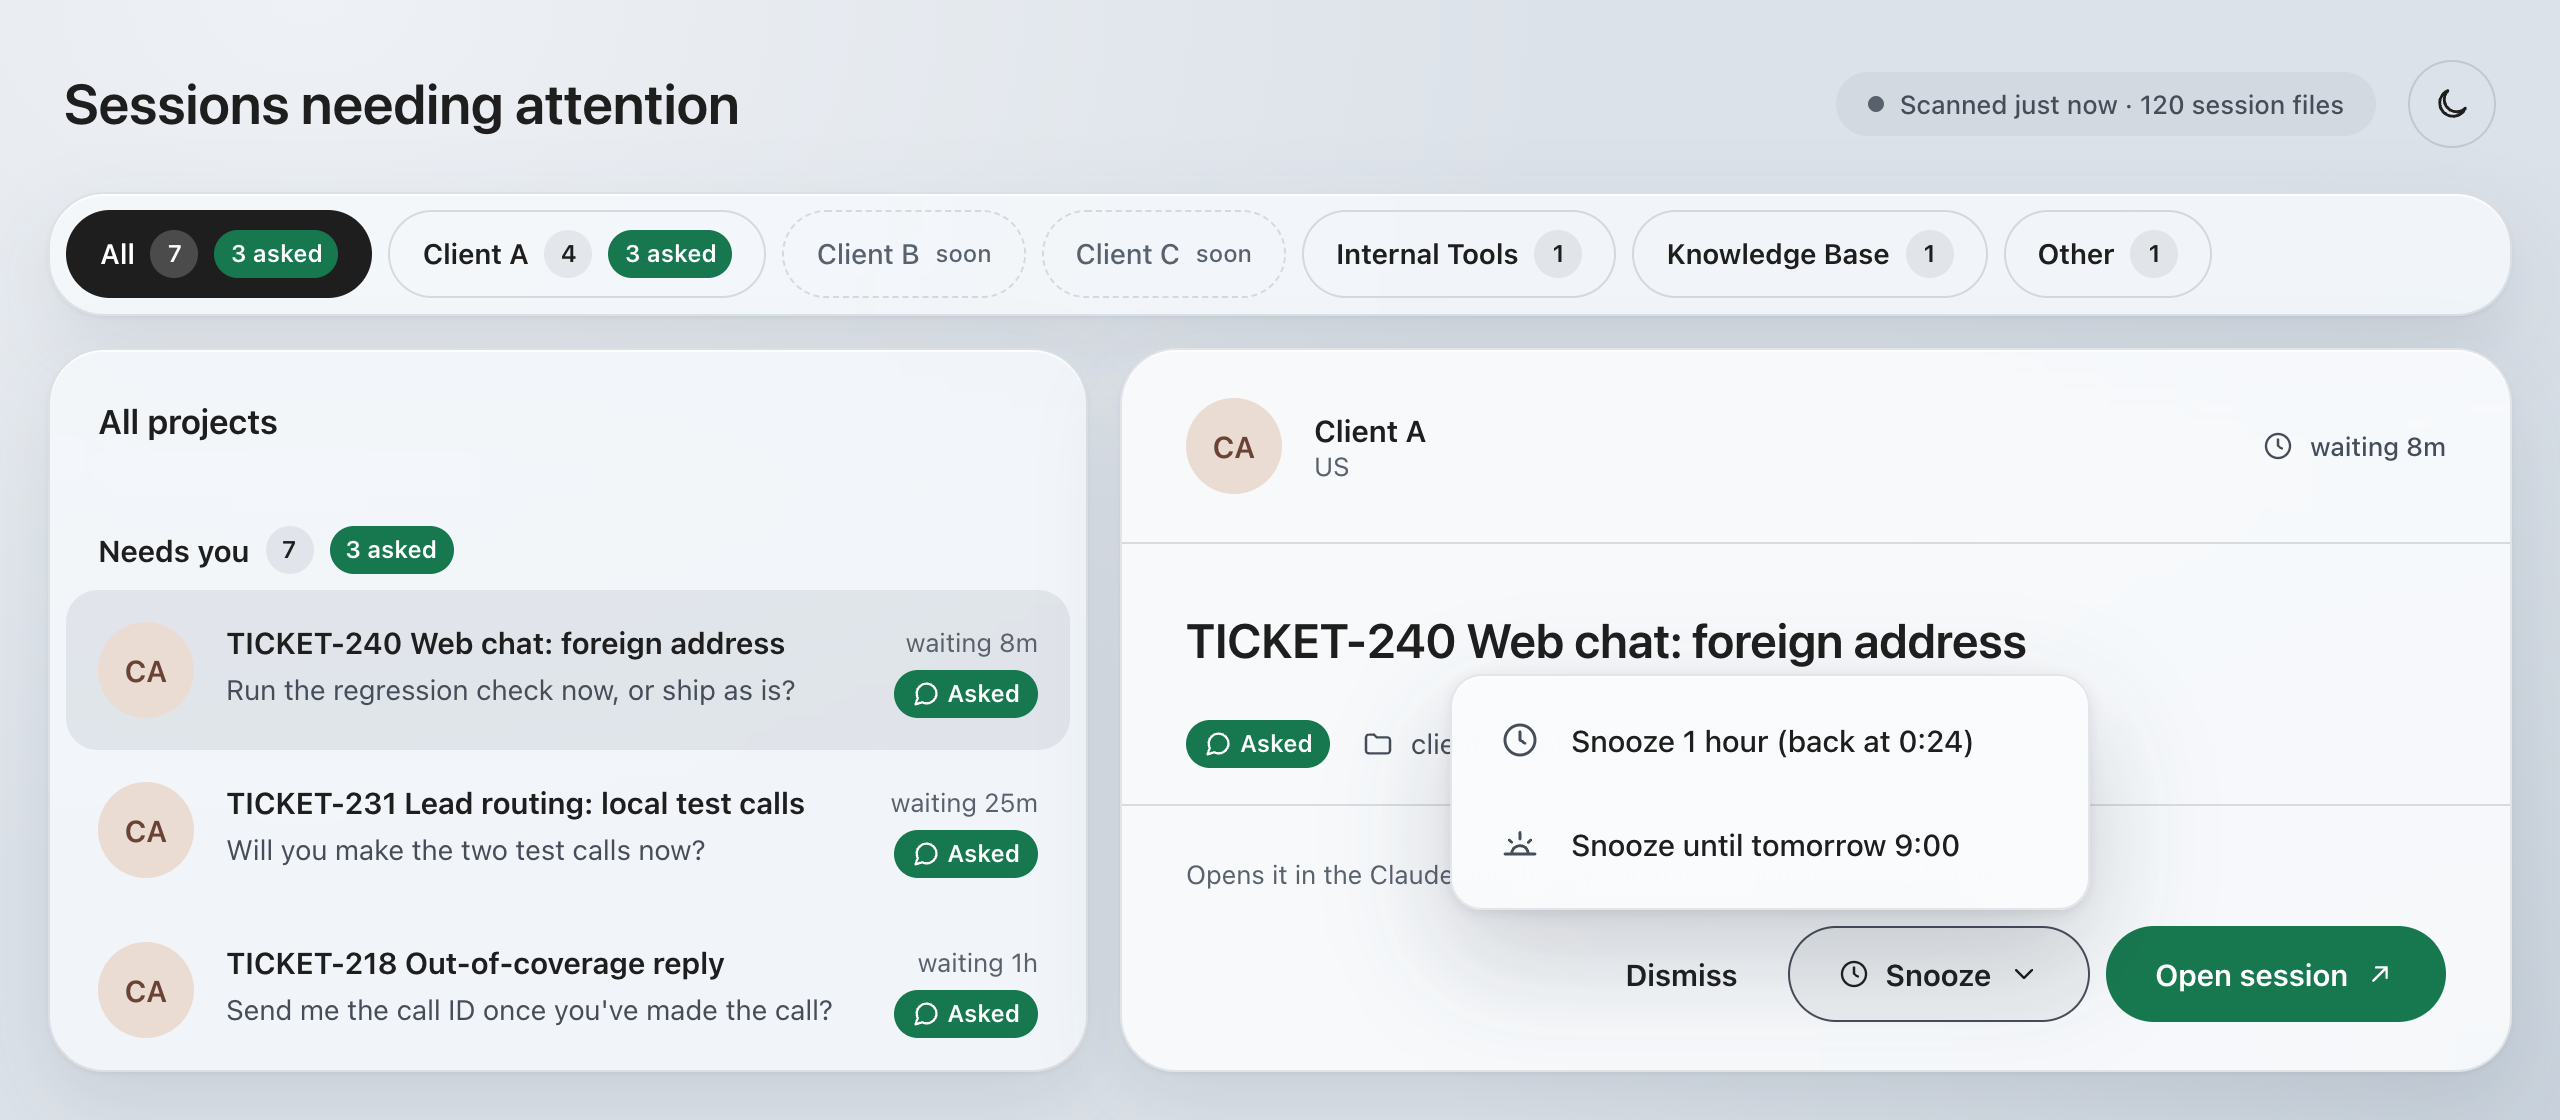 Sessions needing attention
Scanned just now · 120 session files
All 7 3 asked
Client A 4 3 asked
Client B soon
Client C soon
Internal Tools 1
Knowledge Base 1
Other 1
All projects
Needs you 7 3 asked
CA
TICKET-240 Web chat: foreign address
waiting 8m
Run the regression check now, or ship as is?
Asked
CA
TICKET-231 Lead routing: local test calls
waiting 25m
Will you make the two test calls now?
Asked
CA
TICKET-218 Out-of-coverage reply
waiting 1h
Send me the call ID once you've made the call?
Asked
CA
Client A
US
waiting 8m
TICKET-240 Web chat: foreign address
Asked
Snooze 1 hour (back at 0:24)
Snooze until tomorrow 9:00
Opens it in the Claude
Dismiss
Snooze
Open session